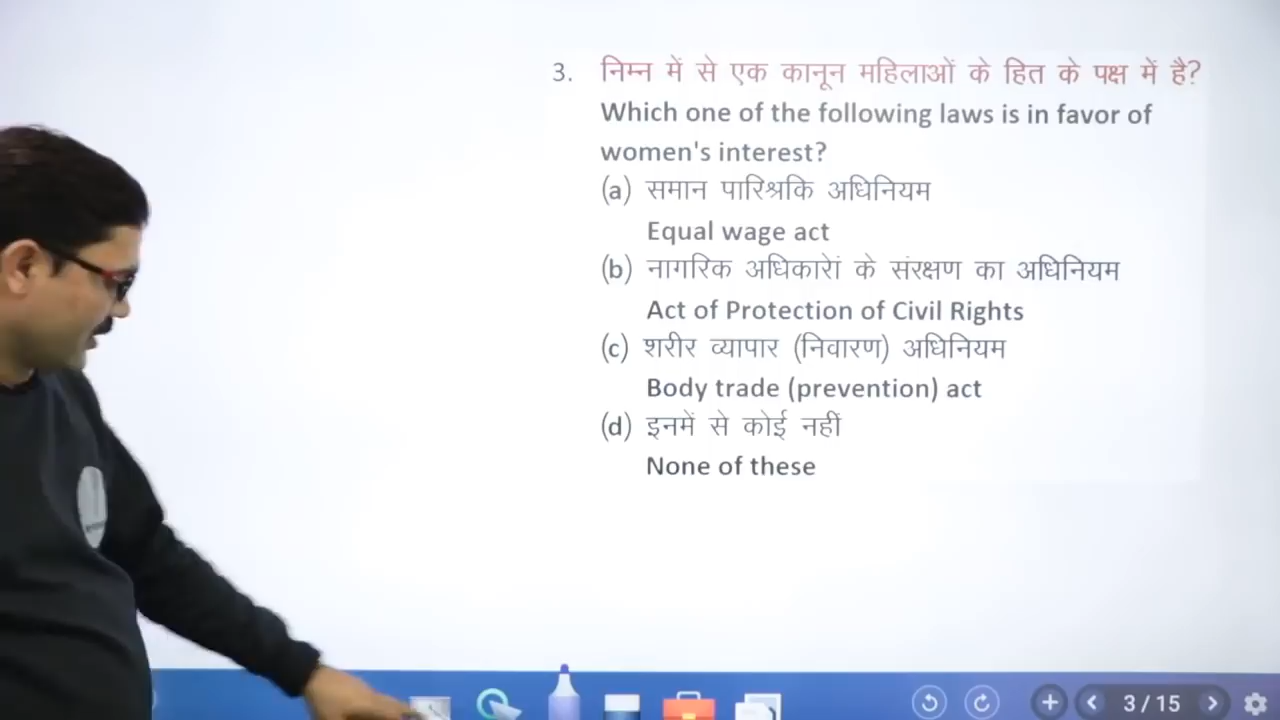 3. निम्न में से एक कानून महिलाओं के हित के पक्ष में है?
Which one of the following laws is in favor of
women's interest?
(a) समान पारिश्रकि अधिनियम
Equal wage act
(b) नागरिक अधिकारों के संरक्षण का अधिनियम
Act of Protection of Civil Rights
(c) शरीर व्यापार (निवारण) अधिनियम
Body trade (prevention) act
(d) इनमें से कोई नहीं
None of these
3 / 15